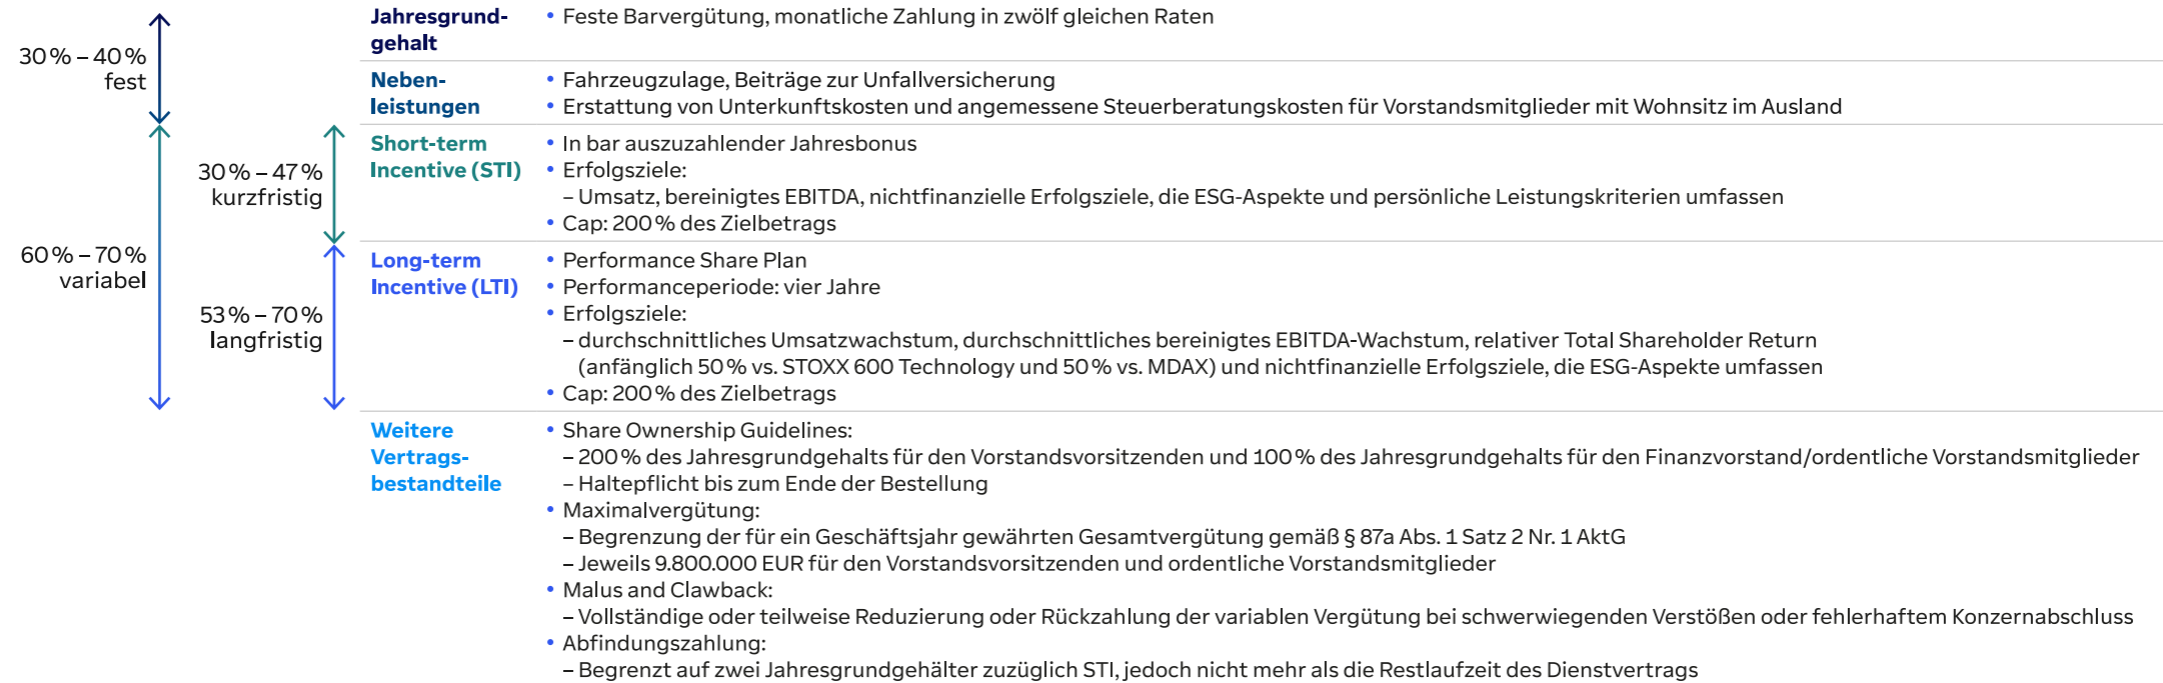 30 % – 40 %
fest
60 % – 70 %
variabel
30 % – 47 %
kurzfristig
53 % – 70 %
langfristig
Jahresgrund-
gehalt
• Feste Barvergütung, monatliche Zahlung in zwölf gleichen Raten
Neben-
leistungen
• Fahrzeugzulage, Beiträge zur Unfallversicherung
• Erstattung von Unterkunftskosten und angemessene Steuerberatungskosten für Vorstandsmitglieder mit Wohnsitz im Ausland
Short-term
Incentive (STI)
• In bar auszuzahlender Jahresbonus
• Erfolgsziele:
– Umsatz, bereinigtes EBITDA, nichtfinanzielle Erfolgsziele, die ESG-Aspekte und persönliche Leistungskriterien umfassen
• Cap: 200 % des Zielbetrags
Long-term
Incentive (LTI)
• Performance Share Plan
• Performanceperiode: vier Jahre
• Erfolgsziele:
– durchschnittliches Umsatzwachstum, durchschnittliches bereinigtes EBITDA-Wachstum, relativer Total Shareholder Return
(anfänglich 50 % vs. STOXX 600 Technology und 50 % vs. MDAX) und nichtfinanzielle Erfolgsziele, die ESG-Aspekte umfassen
• Cap: 200 % des Zielbetrags
Weitere
Vertrags-
bestandteile
• Share Ownership Guidelines:
– 200 % des Jahresgrundgehalts für den Vorstandsvorsitzenden und 100 % des Jahresgrundgehalts für den Finanzvorstand/ordentliche Vorstandsmitglieder
– Haltepflicht bis zum Ende der Bestellung
• Maximalvergütung:
– Begrenzung der für ein Geschäftsjahr gewährten Gesamtvergütung gemäß § 87a Abs. 1 Satz 2 Nr. 1 AktG
– Jeweils 9.800.000 EUR für den Vorstandsvorsitzenden und ordentliche Vorstandsmitglieder
• Malus and Clawback:
– Vollständige oder teilweise Reduzierung oder Rückzahlung der variablen Vergütung bei schwerwiegenden Verstößen oder fehlerhaftem Konzernabschluss
• Abfindungszahlung:
– Begrenzt auf zwei Jahresgrundgehälter zuzüglich STI, jedoch nicht mehr als die Restlaufzeit des Dienstvertrags